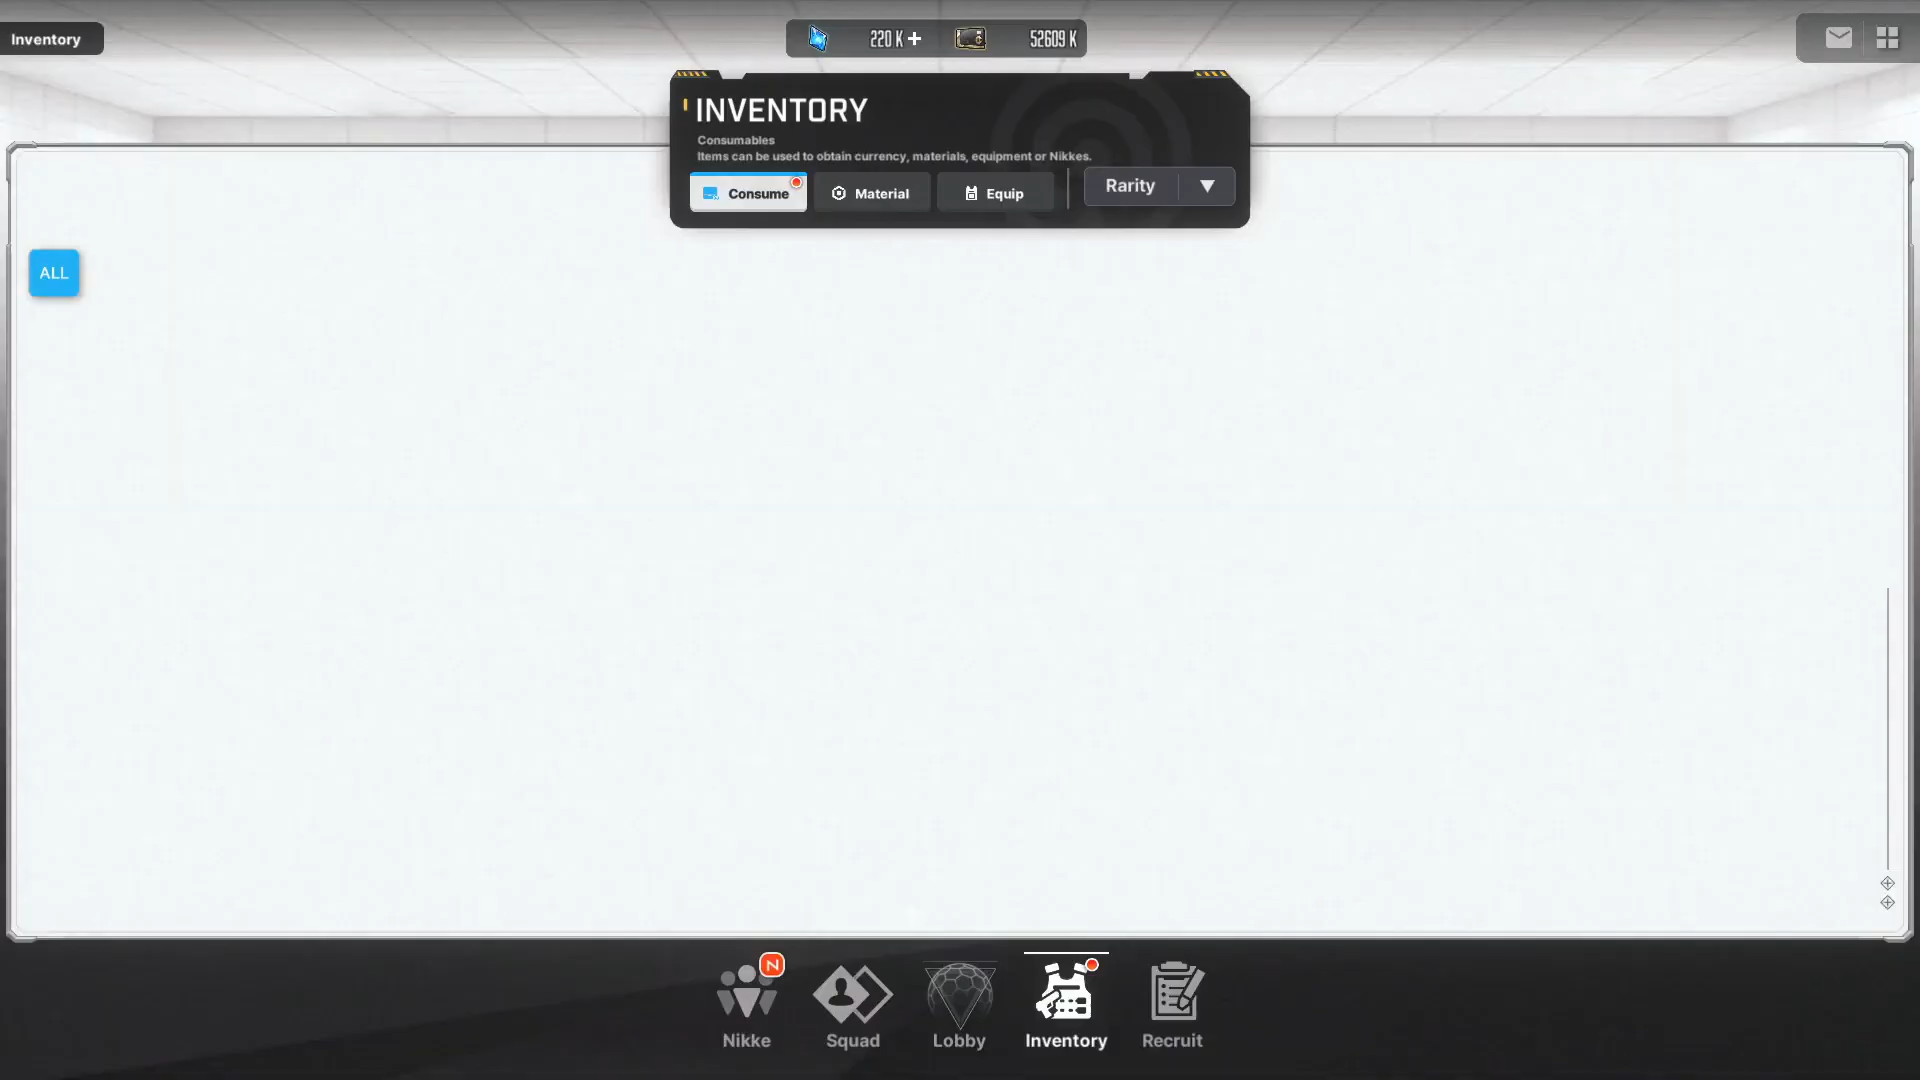 Inventory
220 K
52609 K
INVENTORY
Consumables
Items can be used to obtain currency, materials, equipment or Nikkes.
Consume
Material
Equip
Rarity
ALL
N
Nikke
Squad
Lobby
Inventory
Recruit